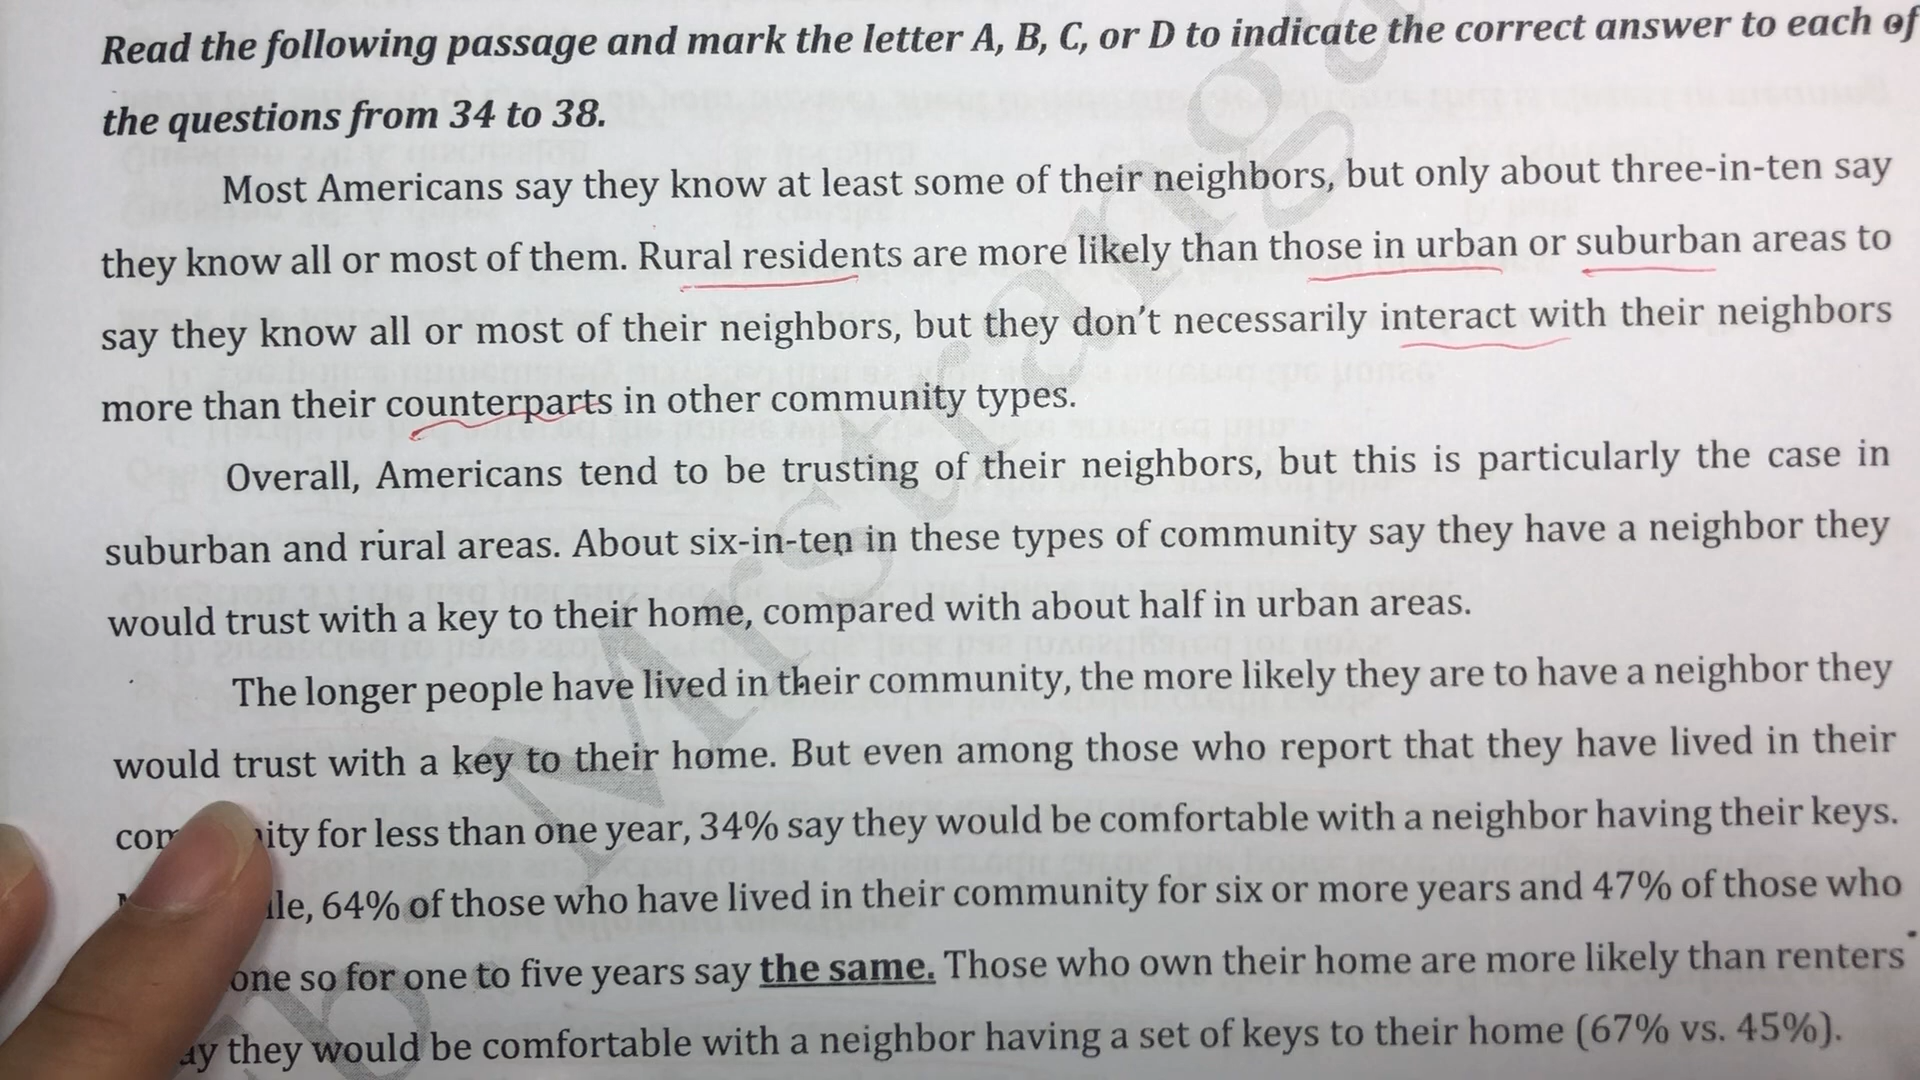 Read the following passage and mark the letter A, B, C, or D to indicate the correct answer to each of
the questions from 34 to 38.
Most Americans say they know at least some of their neighbors, but only about three-in-ten say
they know all or most of them. Rural residents are more likely than those in urban or suburban areas to
say they know all or most of their neighbors, but they don't necessarily interact with their neighbors
more than their counterparts in other community types.
Overall, Americans tend to be trusting of their neighbors, but this is particularly the case in
suburban and rural areas. About six-in-ten in these types of community say they have a neighbor they
would trust with a key to their home, compared with about half in urban areas.
The longer people have lived in their community, the more likely they are to have a neighbor they
would trust with a key to their home. But even among those who report that they have lived in their
for less than one year, 34% say they would be comfortable with a neighbor having their keys.
64% of those who have lived in their community for six or more years and 47% of those who
so for one to five years say the same. Those who own their home are more likely than renters
they would be comfortable with a neighbor having a set of keys to their home (67% vs. 45%).